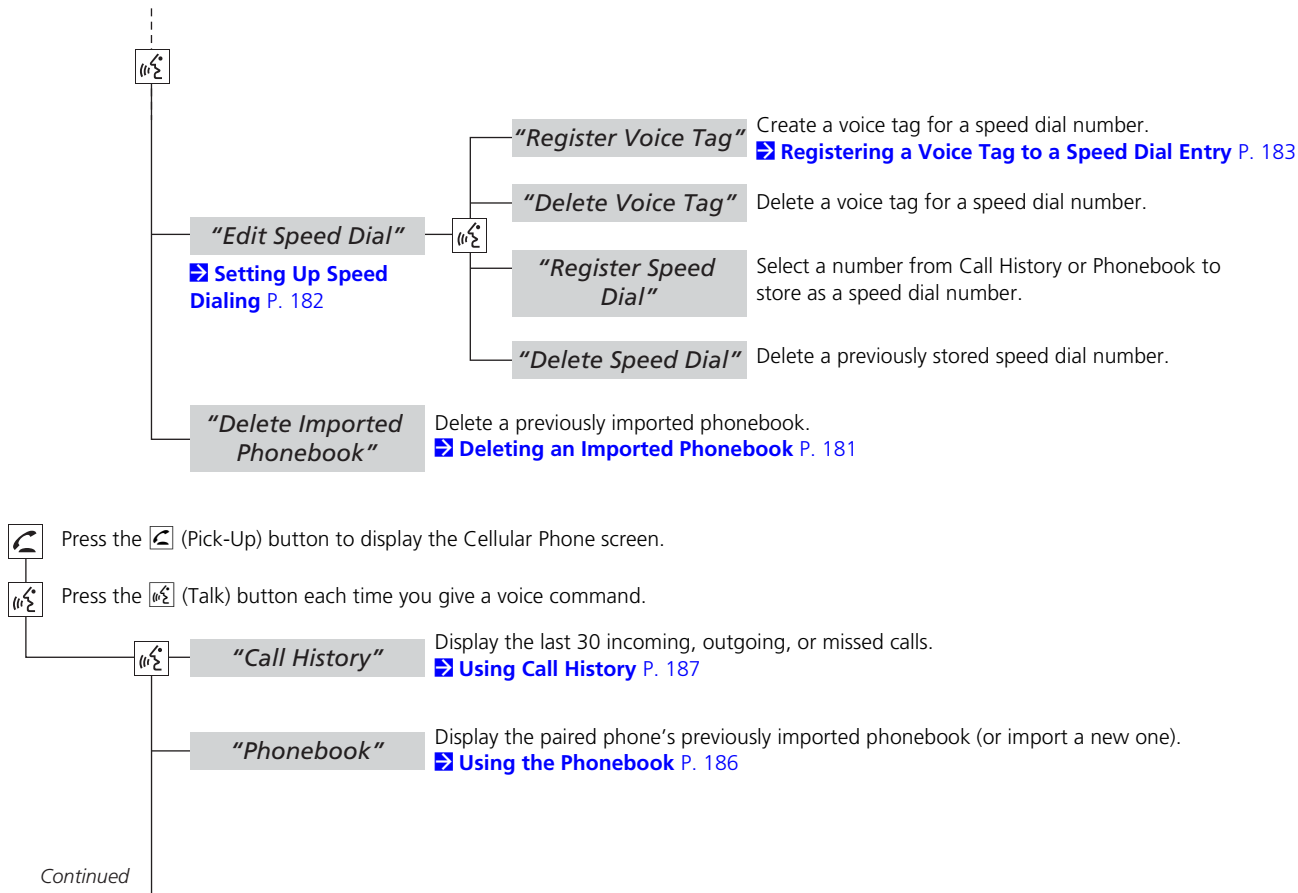 "Register Voice Tag"
Create a voice tag for a speed dial number.
Registering a Voice Tag to a Speed Dial Entry P. 183
"Delete Voice Tag"
Delete a voice tag for a speed dial number.
"Edit Speed Dial"
Setting Up Speed
Dialing P. 182
"Register Speed
Dial"
Select a number from Call History or Phonebook to
store as a speed dial number.
"Delete Speed Dial"
Delete a previously stored speed dial number.
"Delete Imported
Phonebook"
Delete a previously imported phonebook.
Deleting an Imported Phonebook P. 181
Press the (Pick-Up) button to display the Cellular Phone screen.
Press the (Talk) button each time you give a voice command.
"Call History"
Display the last 30 incoming, outgoing, or missed calls.
Using Call History P. 187
"Phonebook"
Display the paired phone's previously imported phonebook (or import a new one).
Using the Phonebook P. 186
Continued